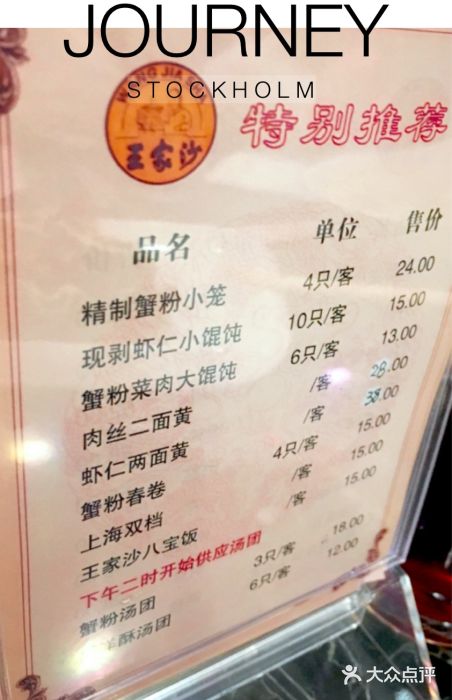 JOURNEY
STOCKHOLM
王家沙
特别推荐
品名 单位 售价
精制蟹粉小笼 4只/客 24.00
现剥虾仁小馄饨 10只/客 15.00
蟹粉菜肉大馄饨 6只/客 13.00
肉丝二面黄 /客 28.00
虾仁两面黄 /客 38.00
蟹粉春卷 4只/客 15.00
上海双档 /客 15.00
王家沙八宝饭 /客 15.00
下午二时开始供应汤团
蟹粉汤团 3只/客 18.00
酥汤团 6只/客 12.00
大众点评